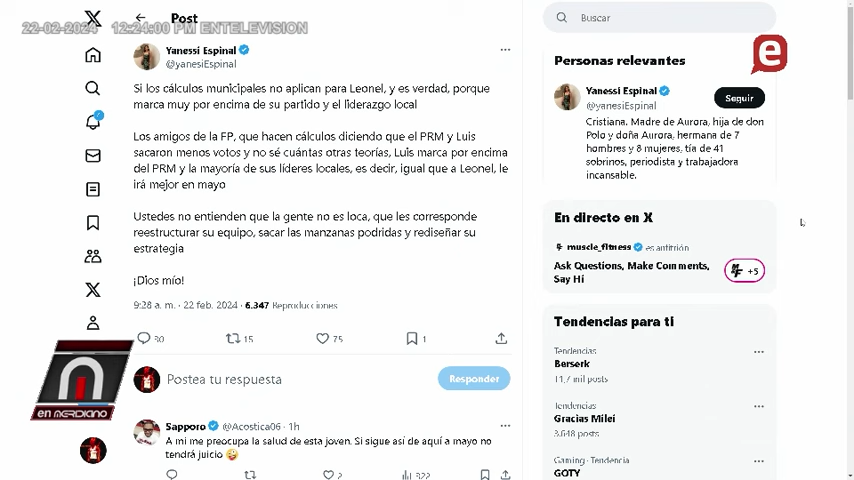 22-02-2024 12:24:00 PM ENTELEVISION
Post
Yanessi Espinal
@yanesiEspinal
Si los cálculos municipales no aplican para Leonel, y es verdad, porque
marca muy por encima de su partido y el liderazgo local
Los amigos de la FP, que hacen cálculos diciendo que el PRM y Luis
sacaron menos votos y no sé cuántas otras teorías, Luis marca por encima
del PRM y la mayoría de sus líderes locales, es decir, igual que a Leonel, le
irá mejor en mayo
Ustedes no entienden que la gente no es loca, que les corresponde
reestructurar su equipo, sacar las manzanas podridas y rediseñar su
estrategia
¡Dios mío!
9:28 a. m. · 22 feb. 2024 · 6.347 Reproducciones
30 15 75 1
Postea tu respuesta
Responder
Sapporo @Acostica06 · 1h
A mi me preocupa la salud de esta joven. Si sigue así de aquí a mayo no
tendrá juicio
2 322
en MERIDIANO
Buscar
e
Personas relevantes
Yanessi Espinal
@yanesiEspinal
Seguir
Cristiana. Madre de Aurora, hija de don
Polo y doña Aurora, hermana de 7
hombres y 8 mujeres, tía de 41
sobrinos, periodista y trabajadora
incansable.
En directo en X
muscle_fitness es anfitrión
Ask Questions, Make Comments,
Say Hi
+5
Tendencias para ti
Tendencias
Berserk
11,7 mil posts
Tendencias
Gracias Milei
3.648 posts
Gaming · Tendencia
GOTY